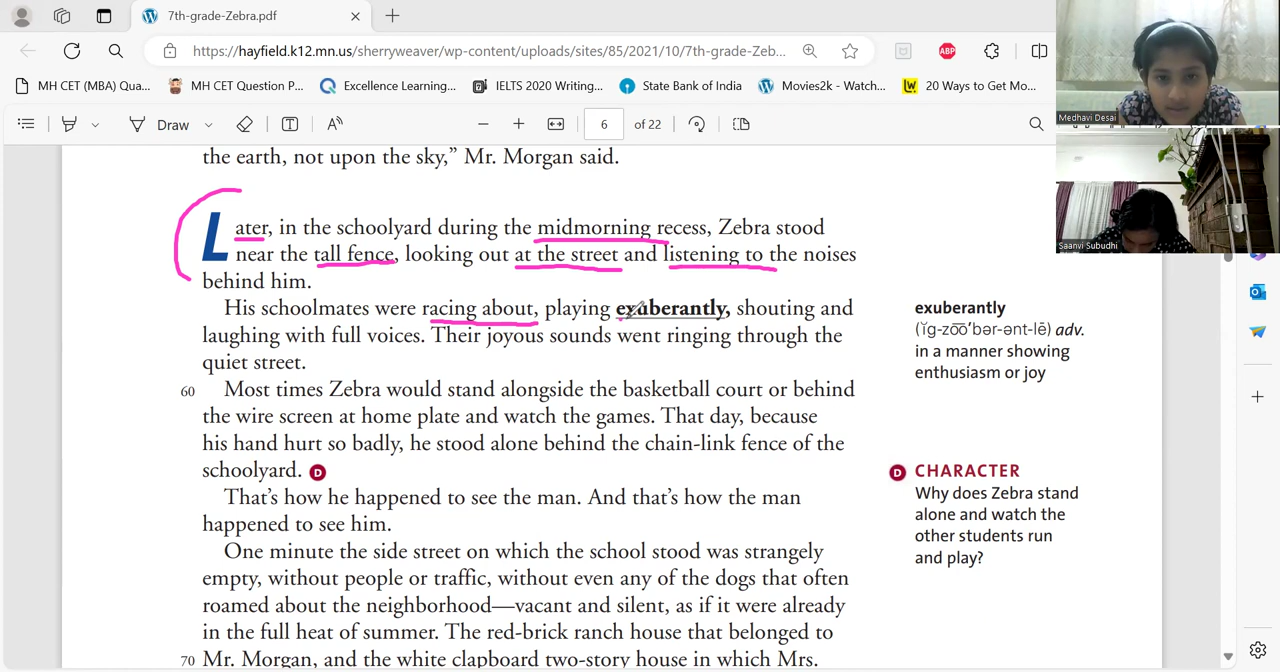 7th-grade-Zebra.pdf
https://hayfield.k12.mn.us/sherryweaver/wp-content/uploads/sites/85/2021/10/7th-grade-Zeb...
ABP
MH CET (MBA) Qua...
MH CET Question P...
Excellence Learning...
IELTS 2020 Writing...
State Bank of India
Movies2k - Watch...
20 Ways to Get Mo...
Draw
6
of 22
Medhavi Desai
Saanvi Subudhi
the earth, not upon the sky,” Mr. Morgan said.
Later, in the schoolyard during the midmorning recess, Zebra stood
near the tall fence, looking out at the street and listening to the noises
behind him.
His schoolmates were racing about, playing exuberantly, shouting and
laughing with full voices. Their joyous sounds went ringing through the
quiet street.
60 Most times Zebra would stand alongside the basketball court or behind
the wire screen at home plate and watch the games. That day, because
his hand hurt so badly, he stood alone behind the chain-link fence of the
schoolyard. D
That’s how he happened to see the man. And that’s how the man
happened to see him.
One minute the side street on which the school stood was strangely
empty, without people or traffic, without even any of the dogs that often
roamed about the neighborhood—vacant and silent, as if it were already
in the full heat of summer. The red-brick ranch house that belonged to
70 Mr. Morgan, and the white clapboard two-story house in which Mrs.
exuberantly
(ĭg-zōō′bər-ənt-lē) adv.
in a manner showing
enthusiasm or joy
D CHARACTER
Why does Zebra stand
alone and watch the
other students run
and play?